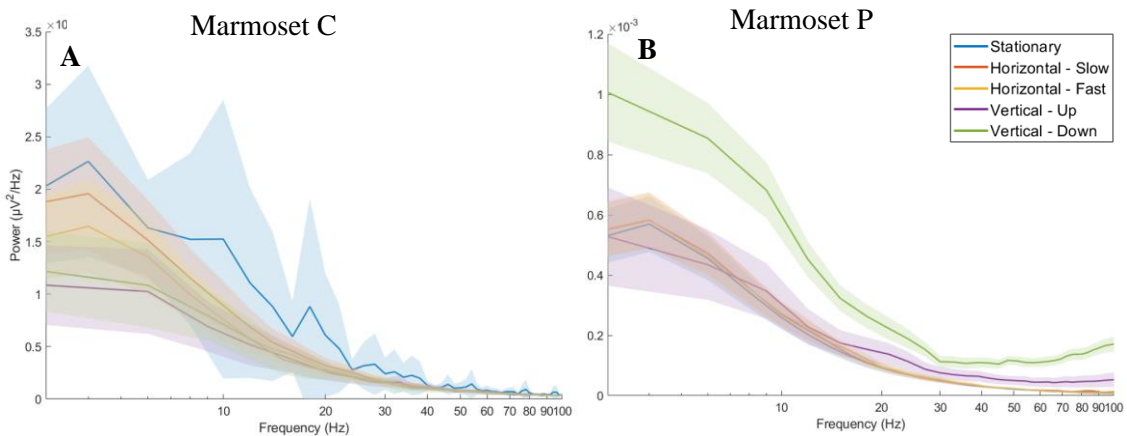 Marmoset C
Marmoset P
A
B
×10
3.5
3
2.5
2
1.5
1
0.5
0
Power (µV²/Hz)
10 20 30 40 50 60 70 80 90 100
Frequency (Hz)
×10⁻³
1.2
1
0.8
0.6
0.4
0.2
0
10 20 30 40 50 60 70 80 90 100
Frequency (Hz)
Stationary
Horizontal - Slow
Horizontal - Fast
Vertical - Up
Vertical - Down